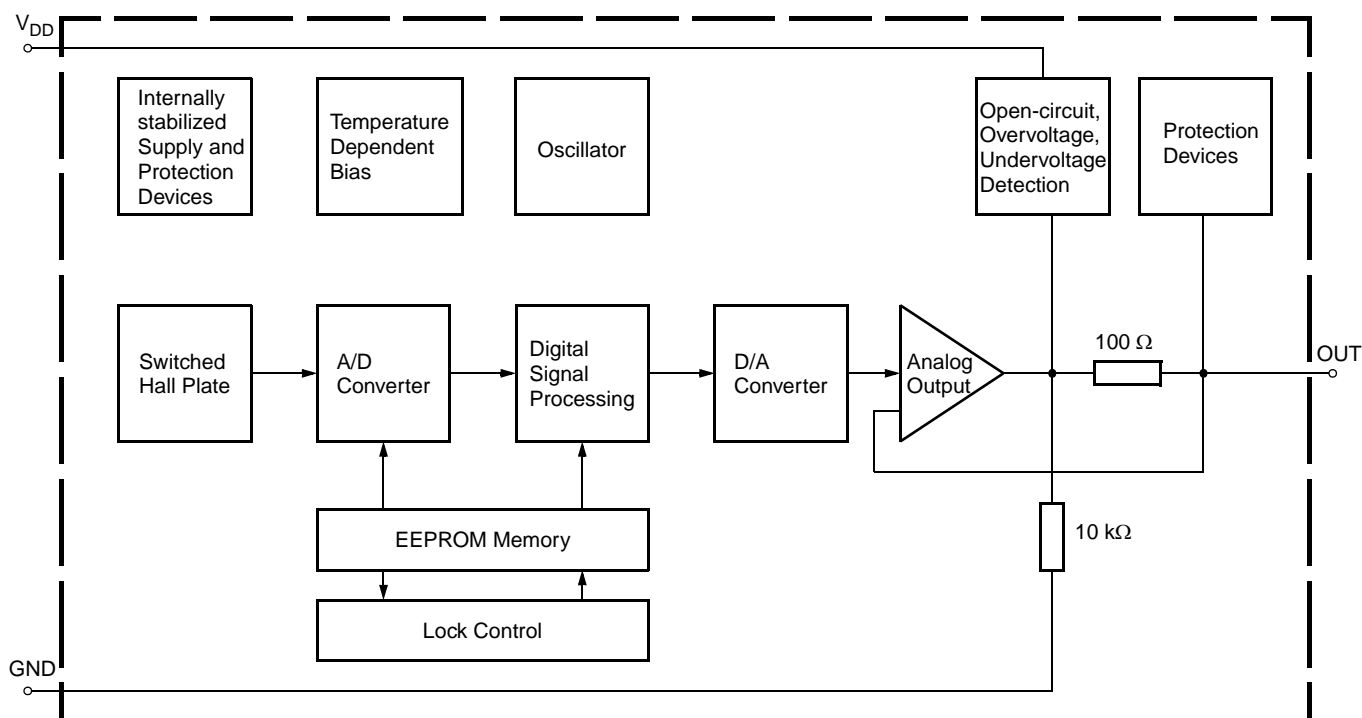 VDD
Internally
stabilized
Supply and
Protection
Devices
Temperature
Dependent
Bias
Oscillator
Open-circuit,
Overvoltage,
Undervoltage
Detection
Protection
Devices
Switched
Hall Plate
A/D
Converter
Digital
Signal
Processing
D/A
Converter
Analog
Output
100 Ω
OUT
EEPROM Memory
10 kΩ
Lock Control
GND